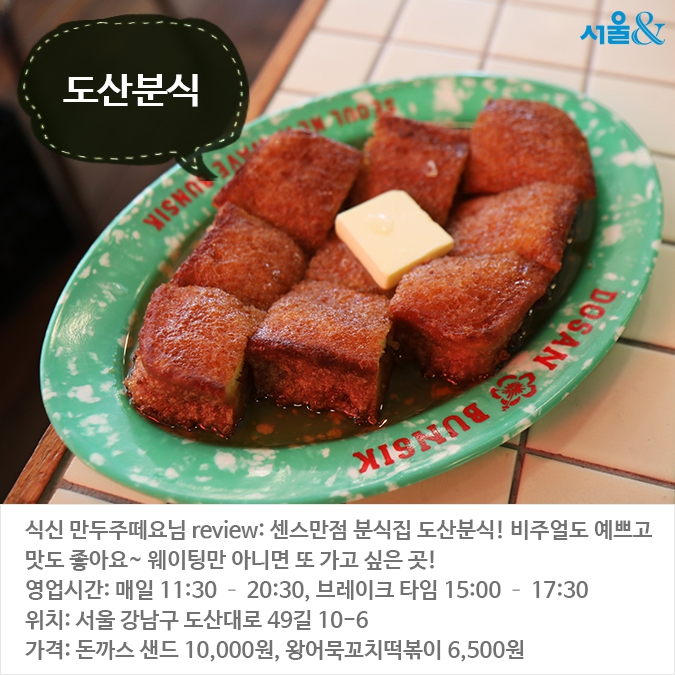 서울&
도산분식
SEOUL NEW WAVE BUNSIK
DOSAN BUNSIK
식신 만두주떼요님 review: 센스만점 분식집 도산분식! 비주얼도 예쁘고
맛도 좋아요~ 웨이팅만 아니면 또 가고 싶은 곳!
영업시간: 매일 11:30 – 20:30, 브레이크 타임 15:00 – 17:30
위치: 서울 강남구 도산대로 49길 10-6
가격: 돈까스 샌드 10,000원, 왕어묵꼬치떡볶이 6,500원